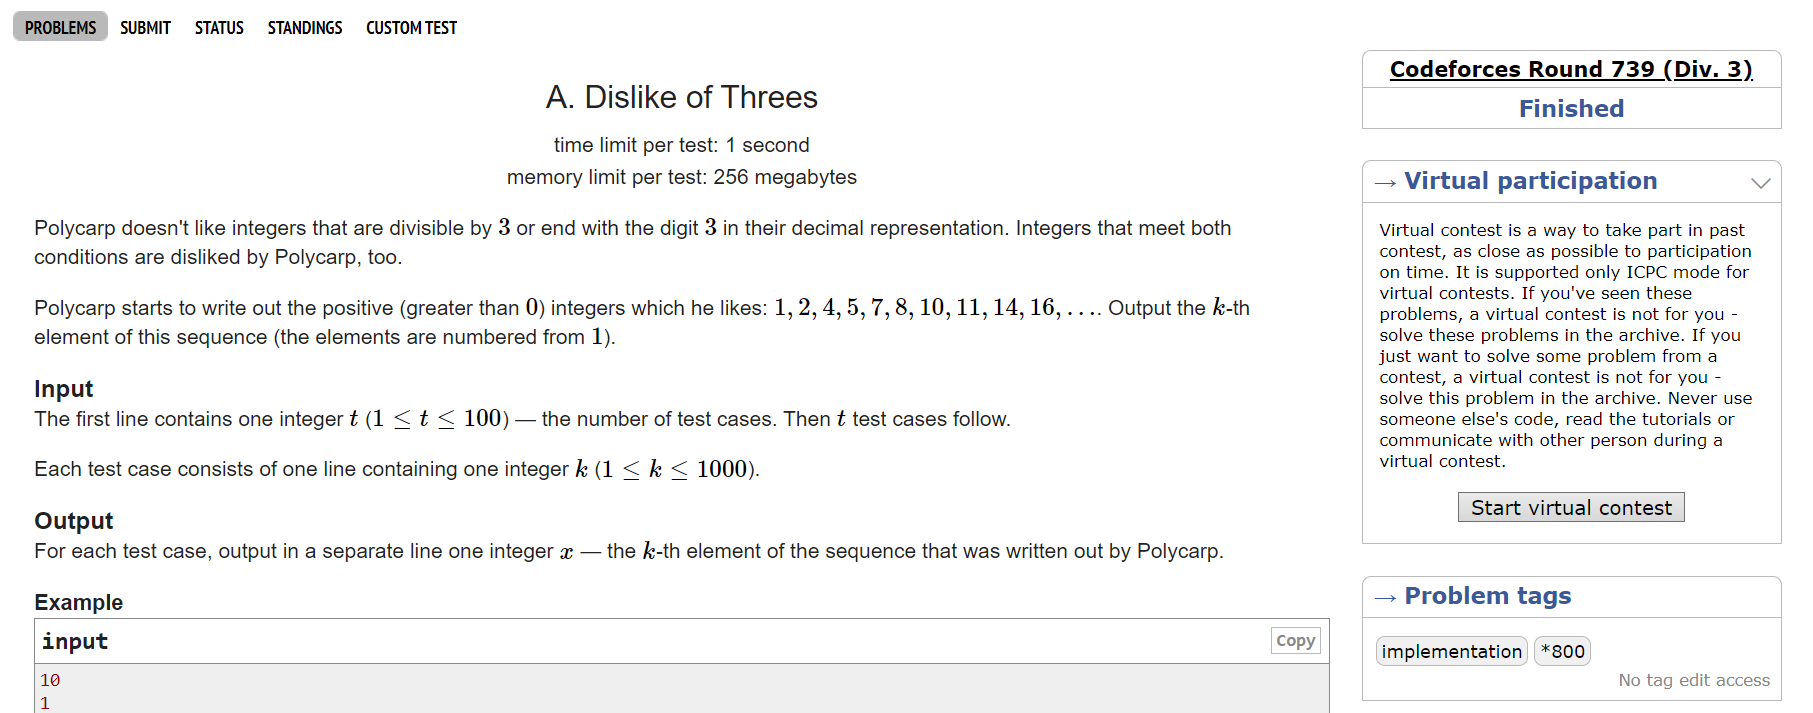 PROBLEMS SUBMIT STATUS STANDINGS CUSTOM TEST
A. Dislike of Threes
time limit per test: 1 second
memory limit per test: 256 megabytes
Polycarp doesn't like integers that are divisible by 3 or end with the digit 3 in their decimal representation. Integers that meet both
conditions are disliked by Polycarp, too.
Polycarp starts to write out the positive (greater than 0) integers which he likes: 1, 2, 4, 5, 7, 8, 10, 11, 14, 16, .... Output the k-th
element of this sequence (the elements are numbered from 1).
Input
The first line contains one integer t (1 ≤ t ≤ 100) — the number of test cases. Then t test cases follow.
Each test case consists of one line containing one integer k (1 ≤ k ≤ 1000).
Output
For each test case, output in a separate line one integer x — the k-th element of the sequence that was written out by Polycarp.
Example
input
Copy
10
1
Codeforces Round 739 (Div. 3)
Finished
→ Virtual participation
Virtual contest is a way to take part in past
contest, as close as possible to participation
on time. It is supported only ICPC mode for
virtual contests. If you've seen these
problems, a virtual contest is not for you -
solve these problems in the archive. If you
just want to solve some problem from a
contest, a virtual contest is not for you -
solve this problem in the archive. Never use
someone else's code, read the tutorials or
communicate with other person during a
virtual contest.
Start virtual contest
→ Problem tags
implementation *800
No tag edit access